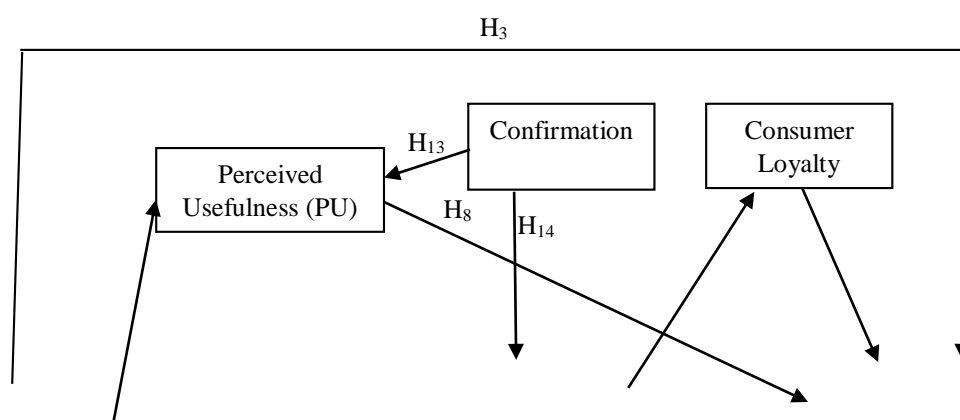 H₃
Confirmation
Consumer
Loyalty
H₁₃
Perceived
Usefulness (PU)
H₈
H₁₄